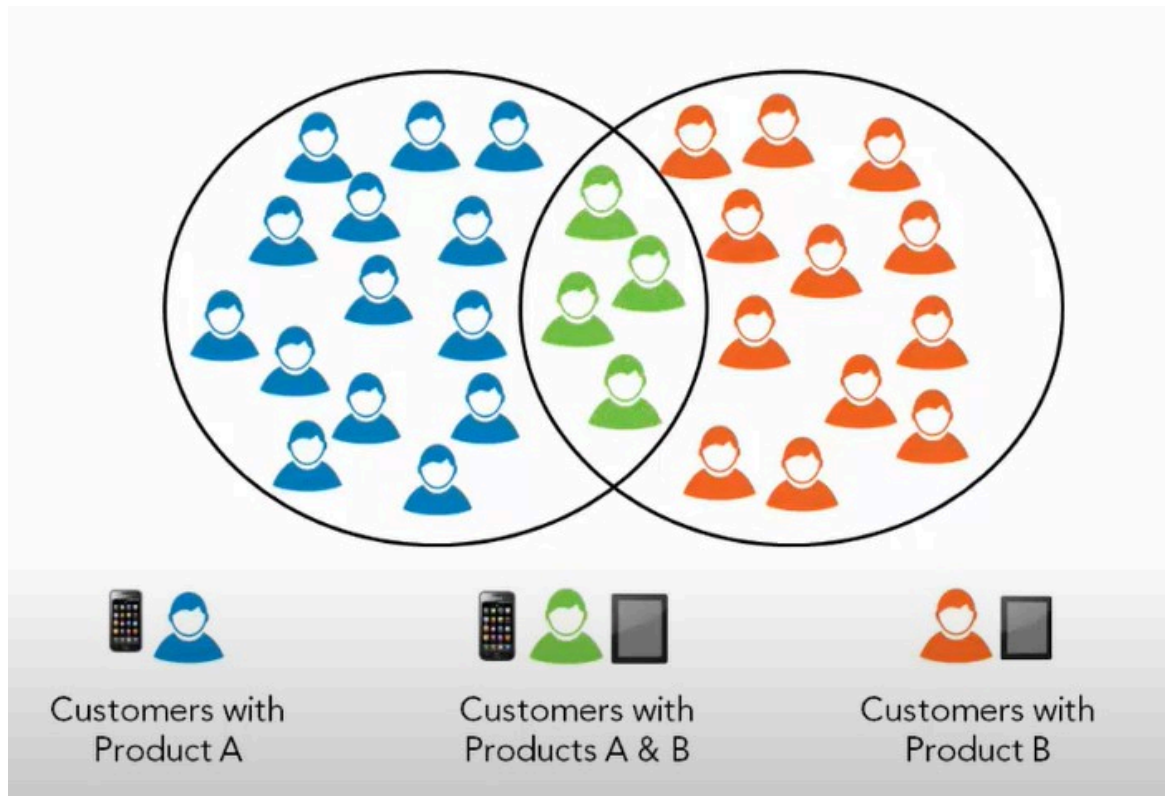 Customers with
Product A
Customers with
Products A & B
Customers with
Product B